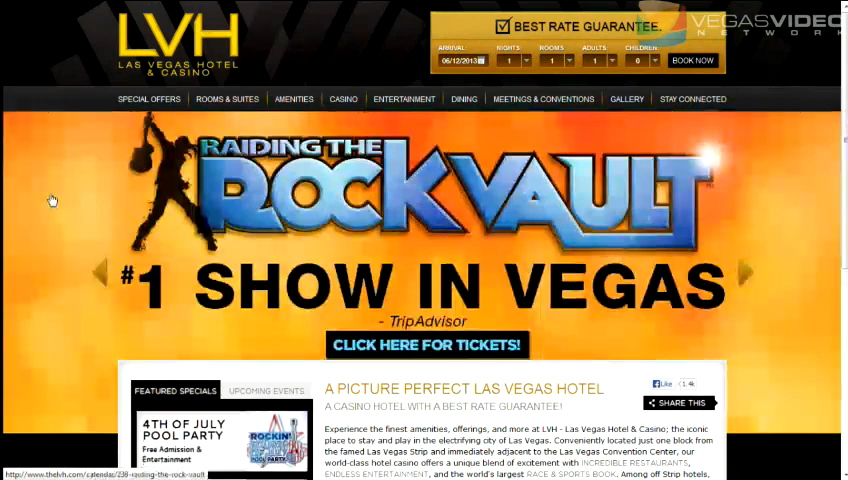 LVH
LAS VEGAS HOTEL
& CASINO
BEST RATE GUARANTEE.
ARRIVAL: NIGHTS: ROOMS: ADULTS: CHILDREN:
06/12/2013 1 1 1 0 BOOK NOW
VEGASVIDEO
NETWORK
SPECIAL OFFERS ROOMS & SUITES AMENITIES CASINO ENTERTAINMENT DINING MEETINGS & CONVENTIONS GALLERY STAY CONNECTED
RAIDING THE
ROCK VAULT
#1 SHOW IN VEGAS
- TripAdvisor
CLICK HERE FOR TICKETS!
FEATURED SPECIALS UPCOMING EVENTS
4TH OF JULY
POOL PARTY
Free Admission &
Entertainment
ROCKIN'
POOL PARTY
A PICTURE PERFECT LAS VEGAS HOTEL
Like 1.4k
A CASINO HOTEL WITH A BEST RATE GUARANTEE!
SHARE THIS
Experience the finest amenities, offerings, and more at LVH - Las Vegas Hotel & Casino; the iconic
place to stay and play in the electrifying city of Las Vegas. Conveniently located just one block from
the famed Las Vegas Strip and immediately adjacent to the Las Vegas Convention Center, our
world-class hotel casino offers a unique blend of excitement with INCREDIBLE RESTAURANTS,
ENDLESS ENTERTAINMENT, and the world's largest RACE & SPORTS BOOK. Among off Strip hotels,
http://www.thelvh.com/calendas/238-raiding-the-rock-vault